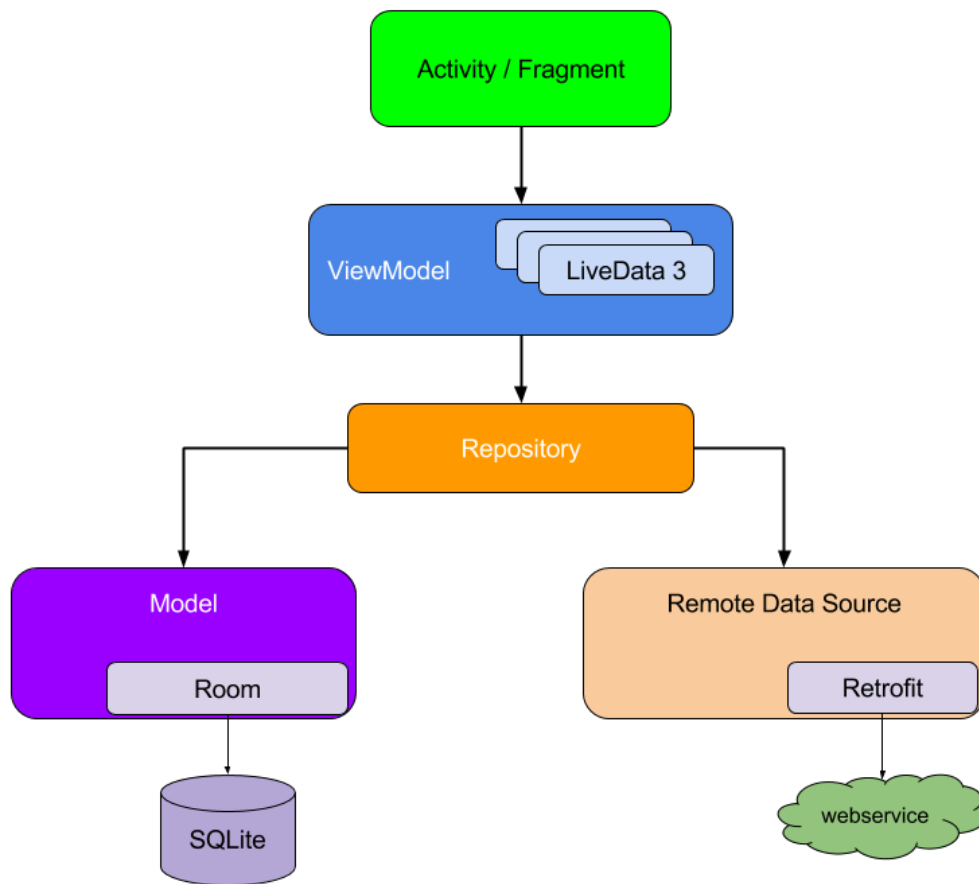 Activity / Fragment
ViewModel
LiveData 3
Repository
Model
Remote Data Source
Room
Retrofit
SQLite
webservice